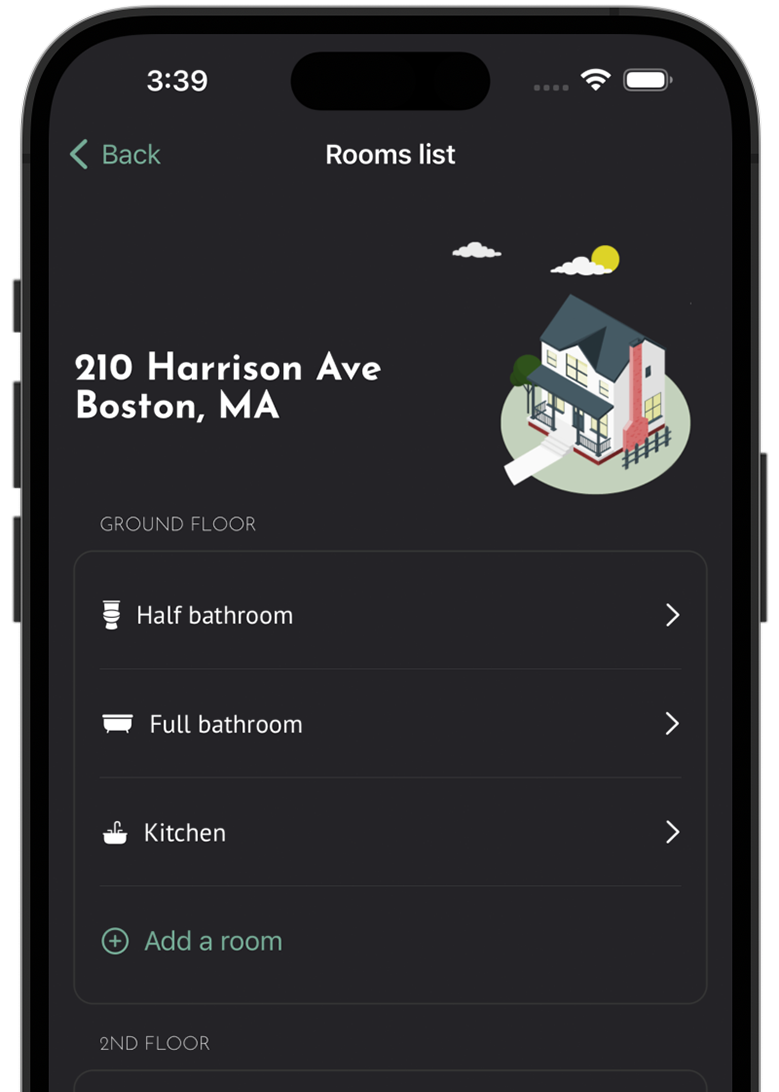 3:39
Back
Rooms list
210 Harrison Ave
Boston, MA
GROUND FLOOR
Half bathroom
Full bathroom
Kitchen
Add a room
2ND FLOOR